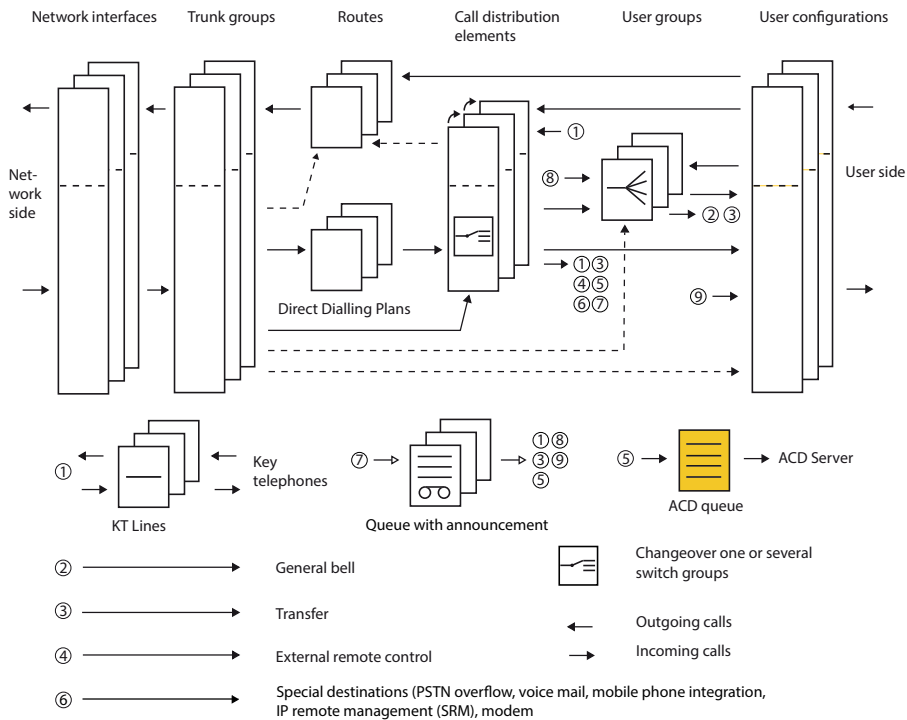 Network interfaces
Trunk groups
Routes
Call distribution
elements
User groups
User configurations
①
Net-
work
side
⑧
User side
② ③
① ③
④ ⑤
⑥ ⑦
⑨
Direct Dialling Plans
①
Key
telephones
KT Lines
⑦
① ⑧
③ ⑨
⑤
Queue with announcement
⑤
ACD Server
ACD queue
② General bell
Changeover one or several
switch groups
③ Transfer
Outgoing calls
④ External remote control
Incoming calls
⑥ Special destinations (PSTN overflow, voice mail, mobile phone integration,
IP remote management (SRM), modem